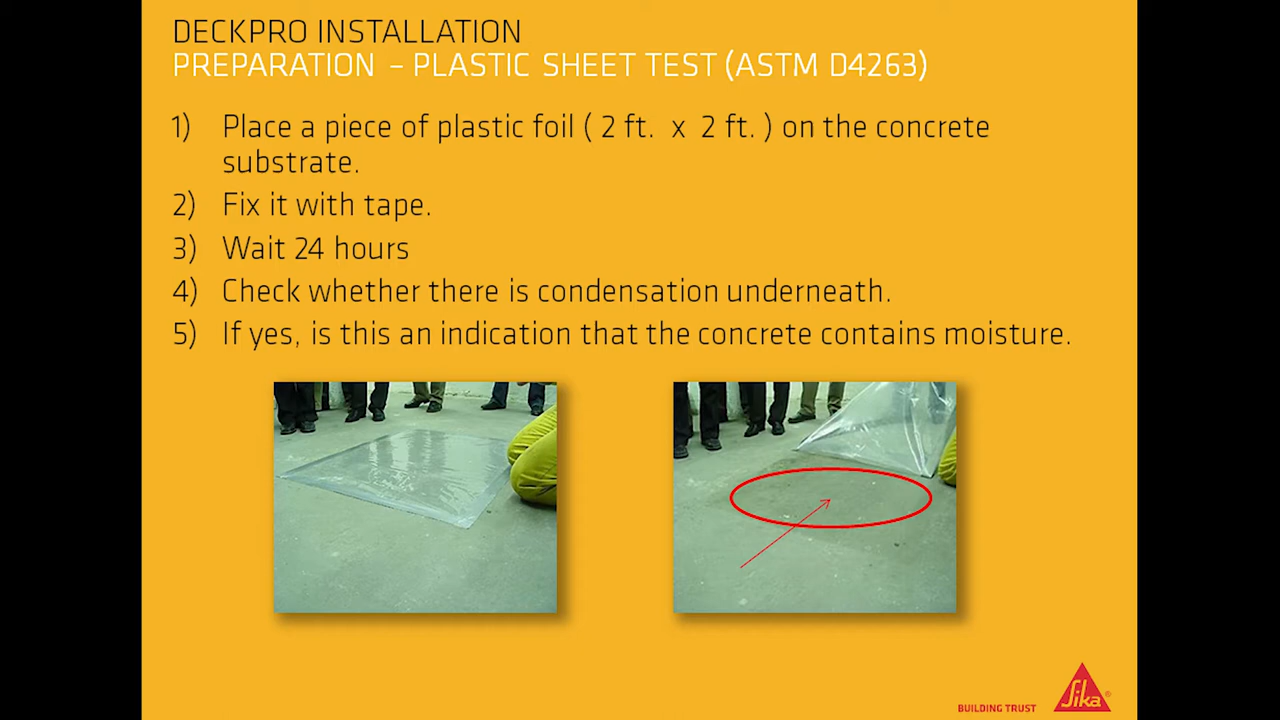 DECKPRO INSTALLATION
PREPARATION – PLASTIC SHEET TEST (ASTM D4263)
1) Place a piece of plastic foil ( 2 ft. x 2 ft. ) on the concrete
substrate.
2) Fix it with tape.
3) Wait 24 hours
4) Check whether there is condensation underneath.
5) If yes, is this an indication that the concrete contains moisture.
BUILDING TRUST
Sika®